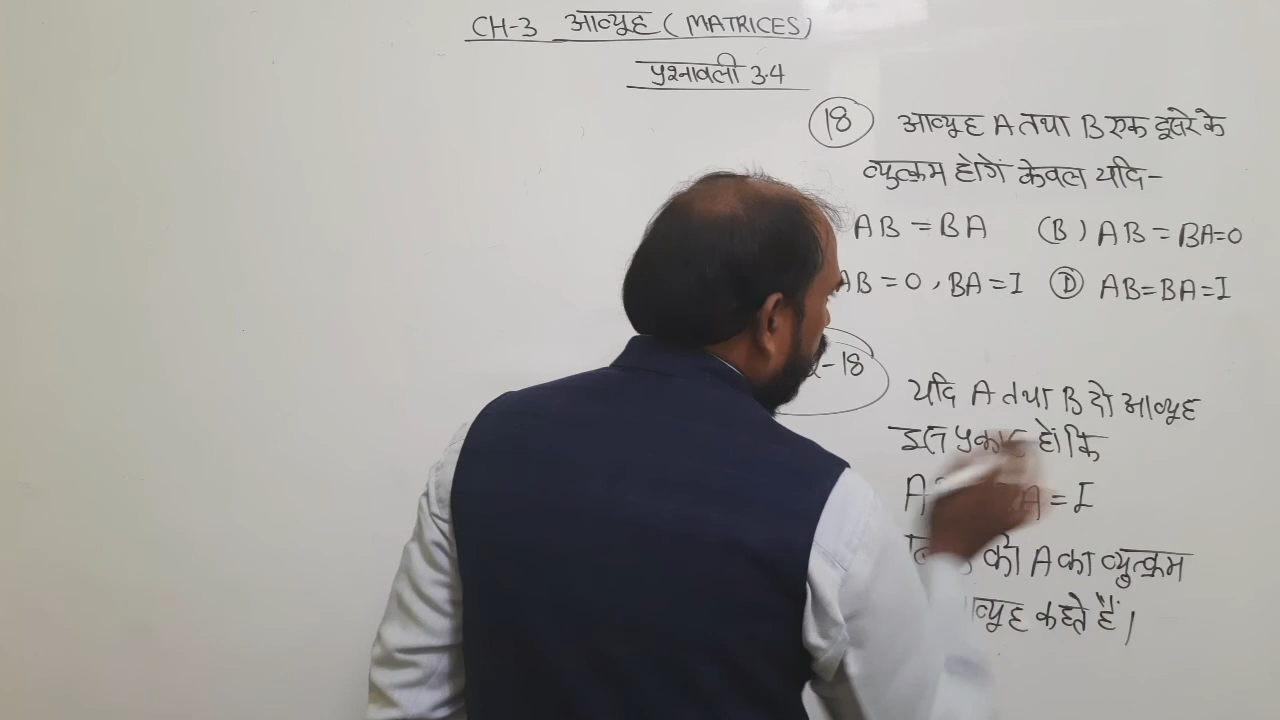 CH-3 आव्यूह (MATRICES)
प्रश्नावली 3.4
18 आव्यूह A तथा B एक दूसरे के
व्युत्क्रम होगें केवल यदि-
AB = BA (B) AB = BA=0
AB = 0, BA = I (D) AB=BA=I
-18
यदि A तथा B दो आव्यूह
इस प्रकार हों कि
A = I
को A का व्युत्क्रम
कहते हैं।